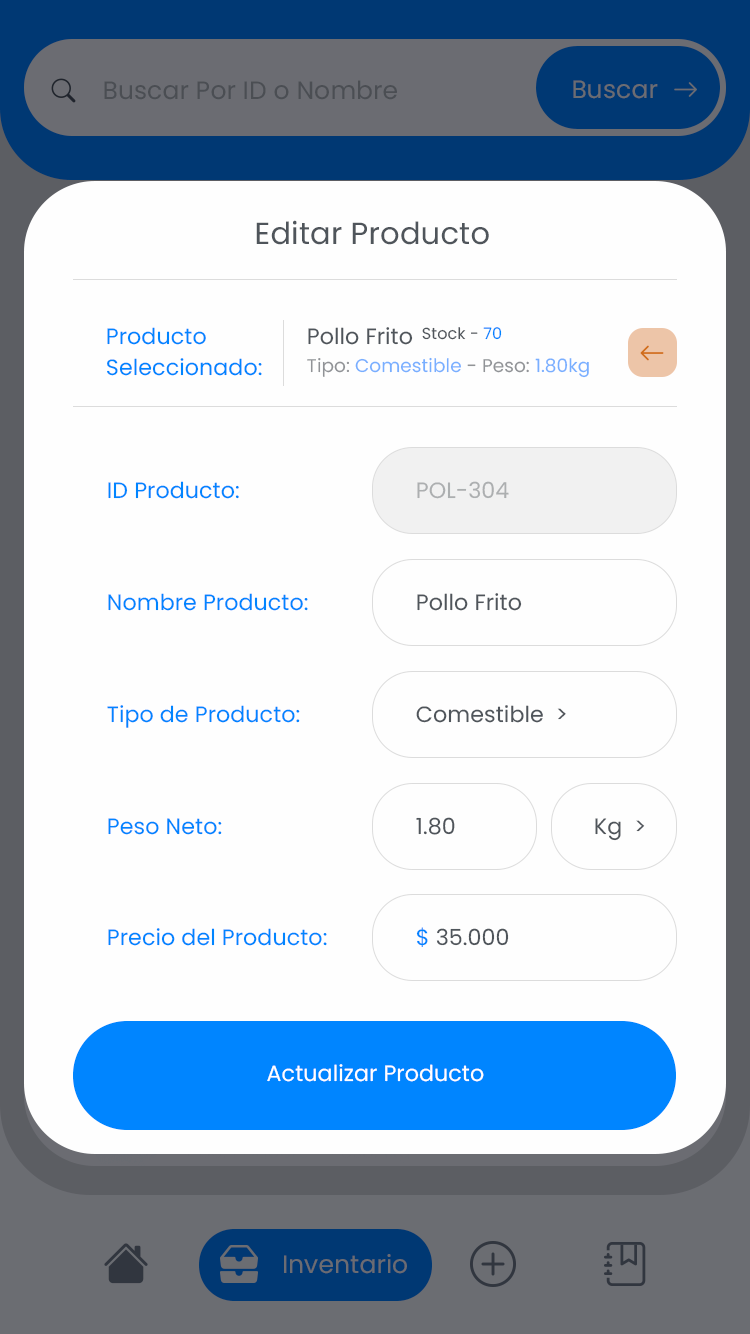 Buscar Por ID o Nombre
Buscar →
Editar Producto
Producto
Seleccionado:
Pollo Frito Stock - 70
Tipo: Comestible - Peso: 1.80kg
ID Producto:
POL-304
Nombre Producto:
Pollo Frito
Tipo de Producto:
Comestible >
Peso Neto:
1.80
Kg >
Precio del Producto:
$ 35.000
Actualizar Producto
Inventario